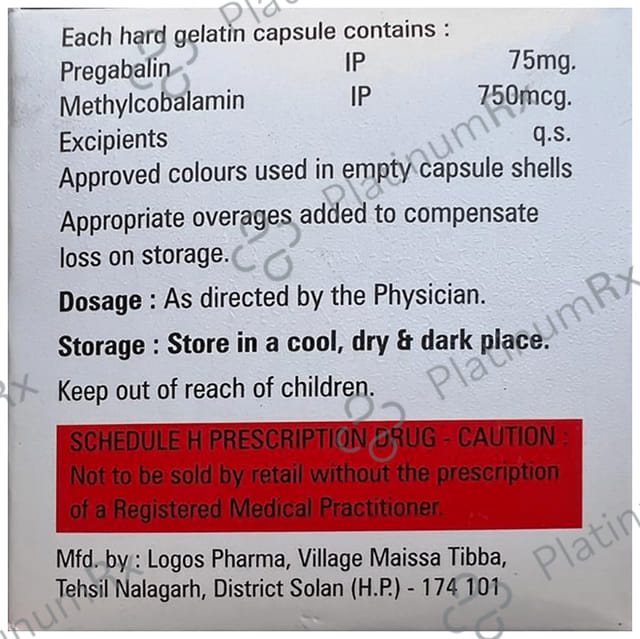 Each hard gelatin capsule contains :
Pregabalin IP 75mg.
Methylcobalamin IP 750mcg.
Excipients q.s.
Approved colours used in empty capsule shells
Appropriate overages added to compensate
loss on storage.
Dosage : As directed by the Physician.
Storage : Store in a cool, dry & dark place.
Keep out of reach of children.
SCHEDULE H PRESCRIPTION DRUG - CAUTION :
Not to be sold by retail without the prescription
of a Registered Medical Practitioner.
Mfd. by : Logos Pharma, Village Maissa Tibba,
Tehsil Nalagarh, District Solan (H.P.) - 174 101
PlatinumRx
PlatinumRx
PlatinumRx